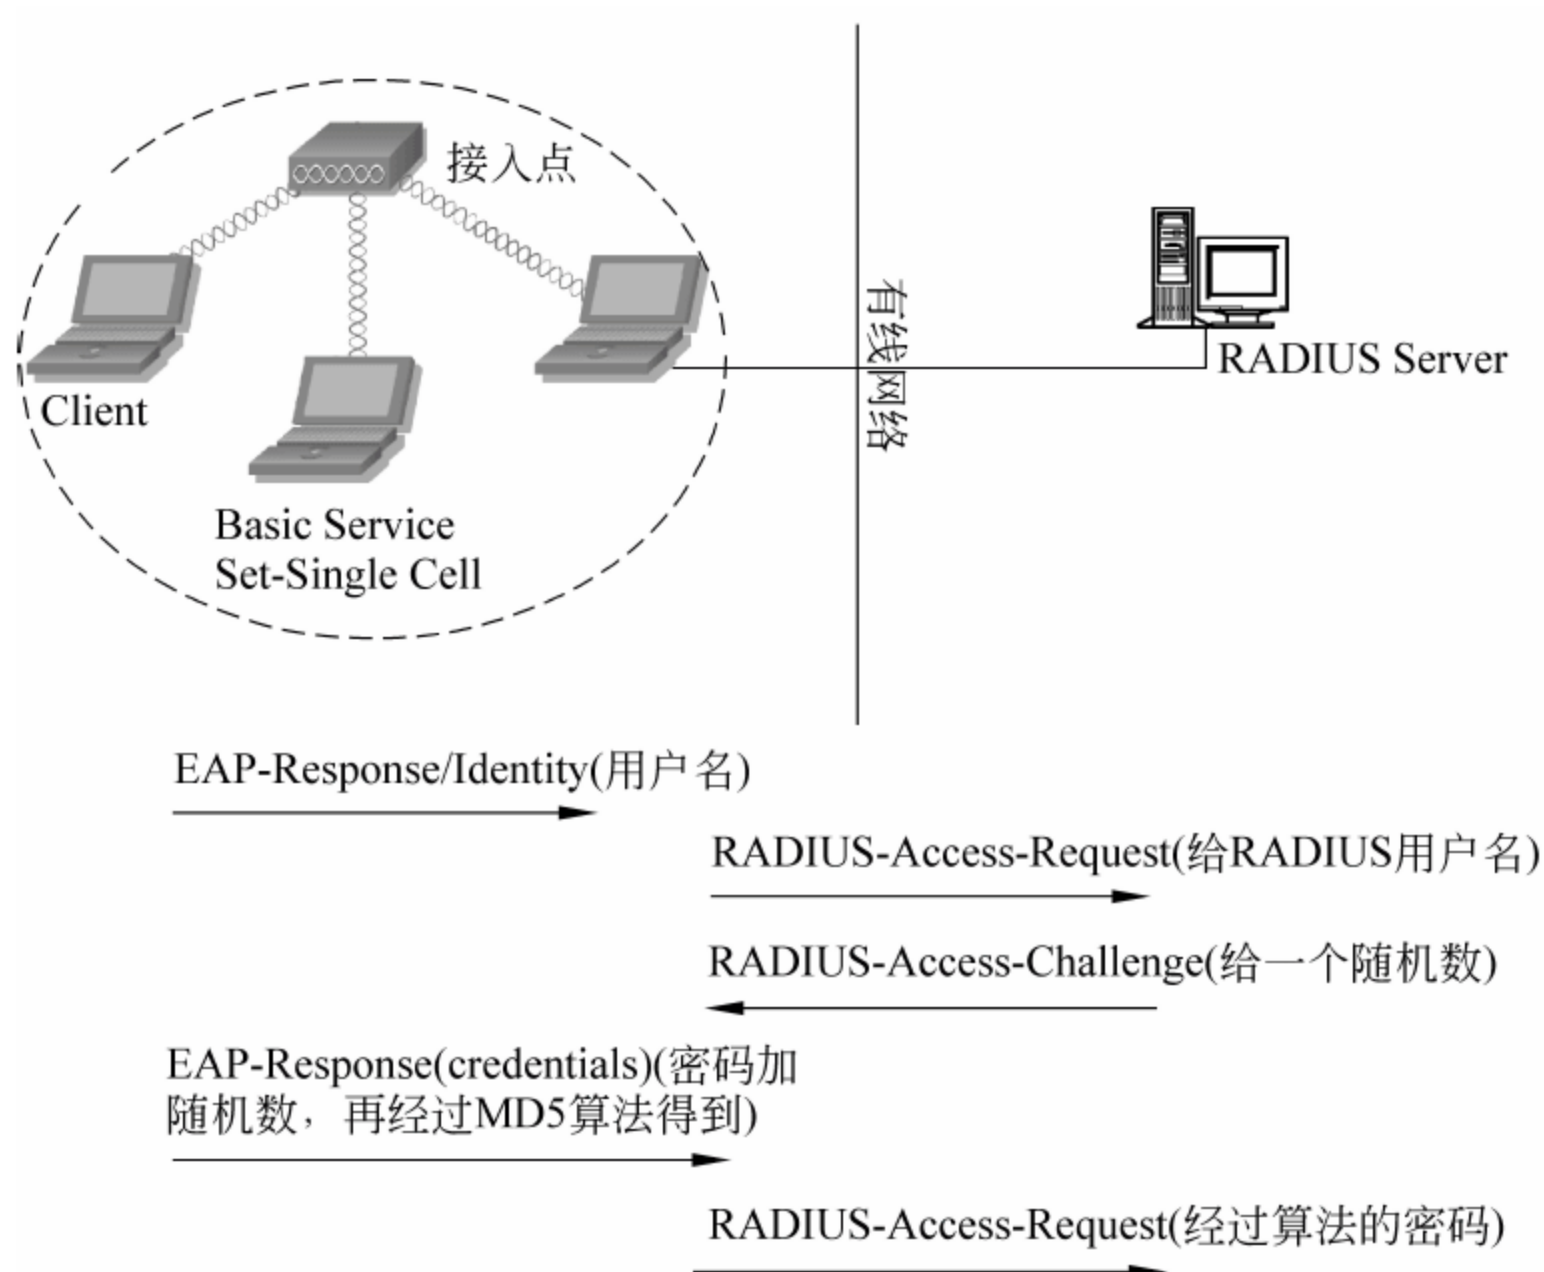 接入点
有线网络
RADIUS Server
Client
Basic Service
Set-Single Cell
EAP-Response/Identity(用户名)
RADIUS-Access-Request(给RADIUS用户名)
RADIUS-Access-Challenge(给一个随机数)
EAP-Response(credentials)(密码加
随机数，再经过MD5算法得到)
RADIUS-Access-Request(经过算法的密码)